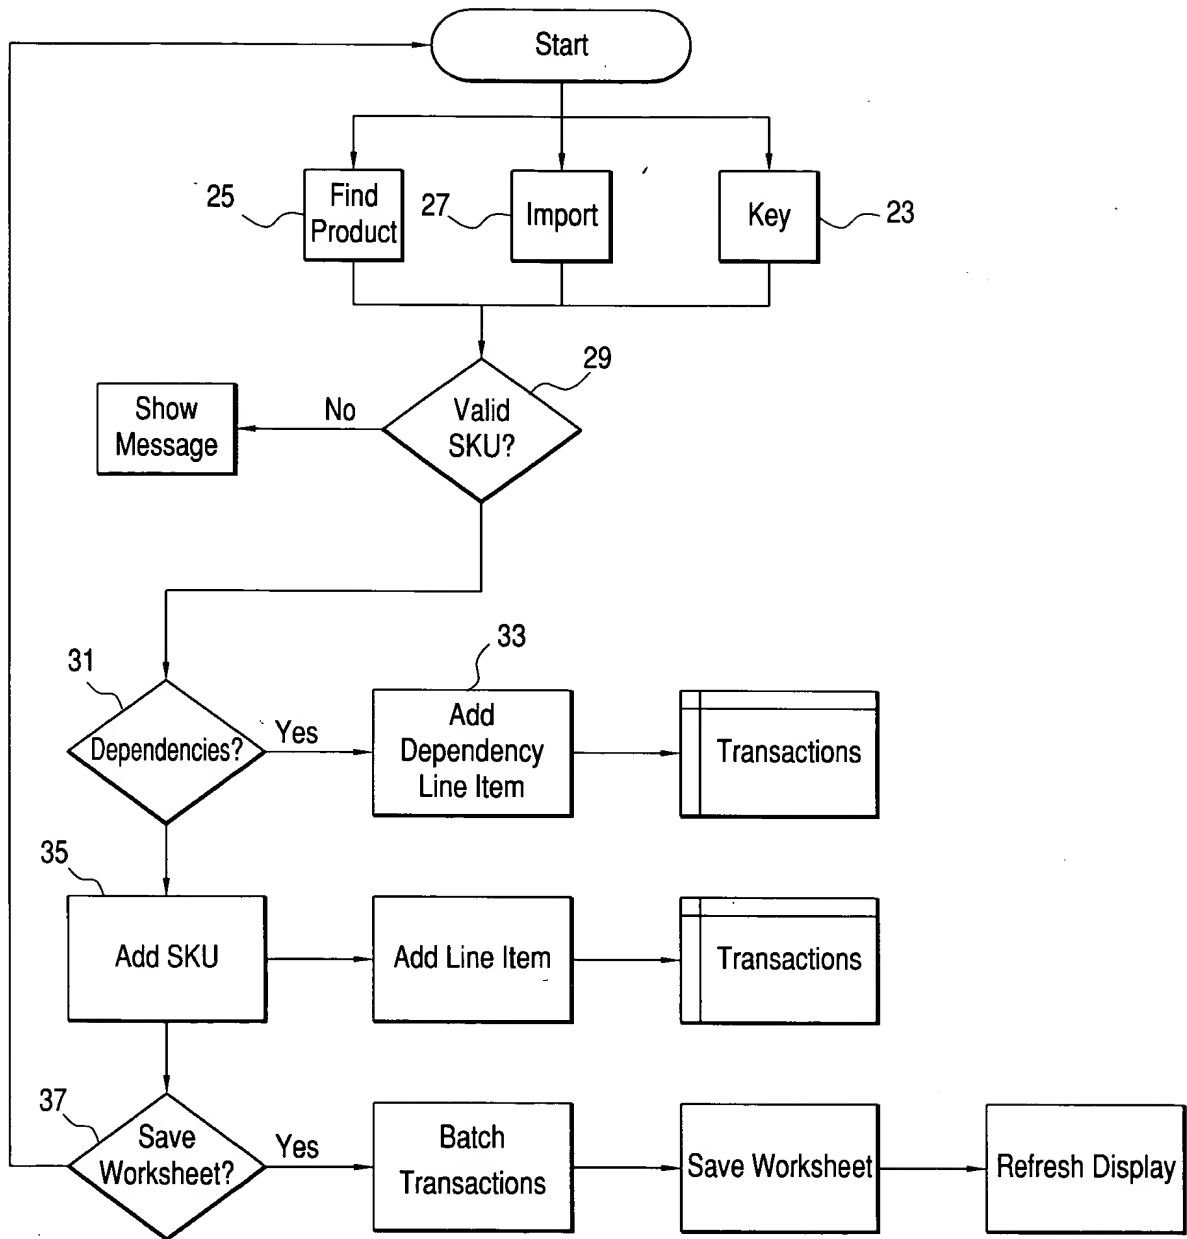 Start
25
Find
Product
27
Import
Key
23
29
Valid
SKU?
No
Show
Message
31
Dependencies?
Yes
33
Add
Dependency
Line Item
Transactions
35
Add SKU
Add Line Item
Transactions
37
Save
Worksheet?
Yes
Batch
Transactions
Save Worksheet
Refresh Display